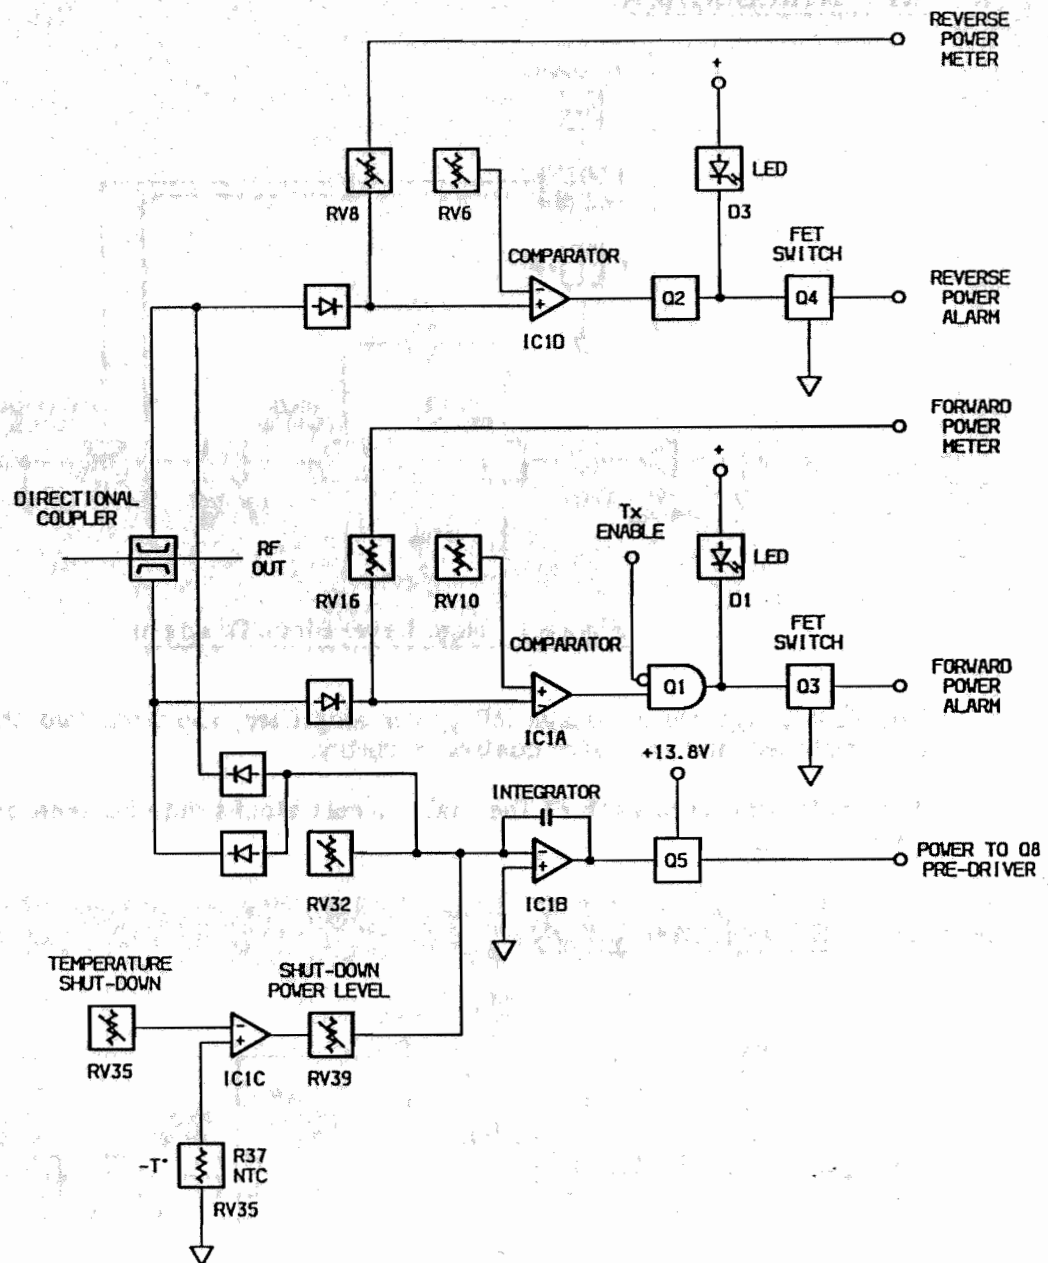 REVERSE
POWER
METER
+
LED
D3
RV8
RV6
COMPARATOR
-
+
IC1D
Q2
FET
SWITCH
Q4
REVERSE
POWER
ALARM
FORWARD
POWER
METER
+
DIRECTIONAL
COUPLER
RF
OUT
Tx
ENABLE
LED
D1
RV16
RV10
COMPARATOR
+
-
IC1A
Q1
FET
SWITCH
Q3
FORWARD
POWER
ALARM
+13.8V
INTEGRATOR
-
+
IC1B
RV32
Q5
POWER TO Q8
PRE-DRIVER
TEMPERATURE
SHUT-DOWN
SHUT-DOWN
POWER LEVEL
-
+
RV35
IC1C
RV39
-T°
R37
NTC
RV35